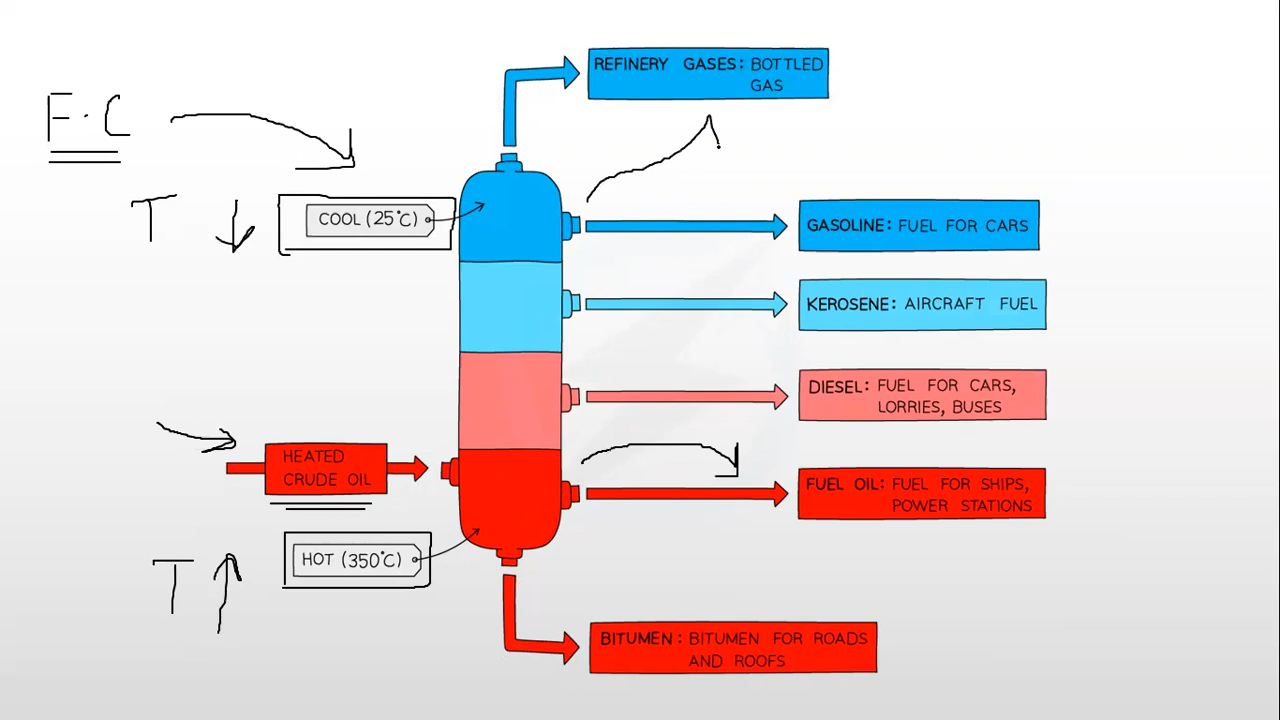 REFINERY GASES: BOTTLED
GAS
F.C
T
COOL (25°C)
GASOLINE: FUEL FOR CARS
KEROSENE: AIRCRAFT FUEL
DIESEL: FUEL FOR CARS,
LORRIES, BUSES
HEATED
CRUDE OIL
FUEL OIL: FUEL FOR SHIPS,
POWER STATIONS
T
HOT (350°C)
BITUMEN: BITUMEN FOR ROADS
AND ROOFS